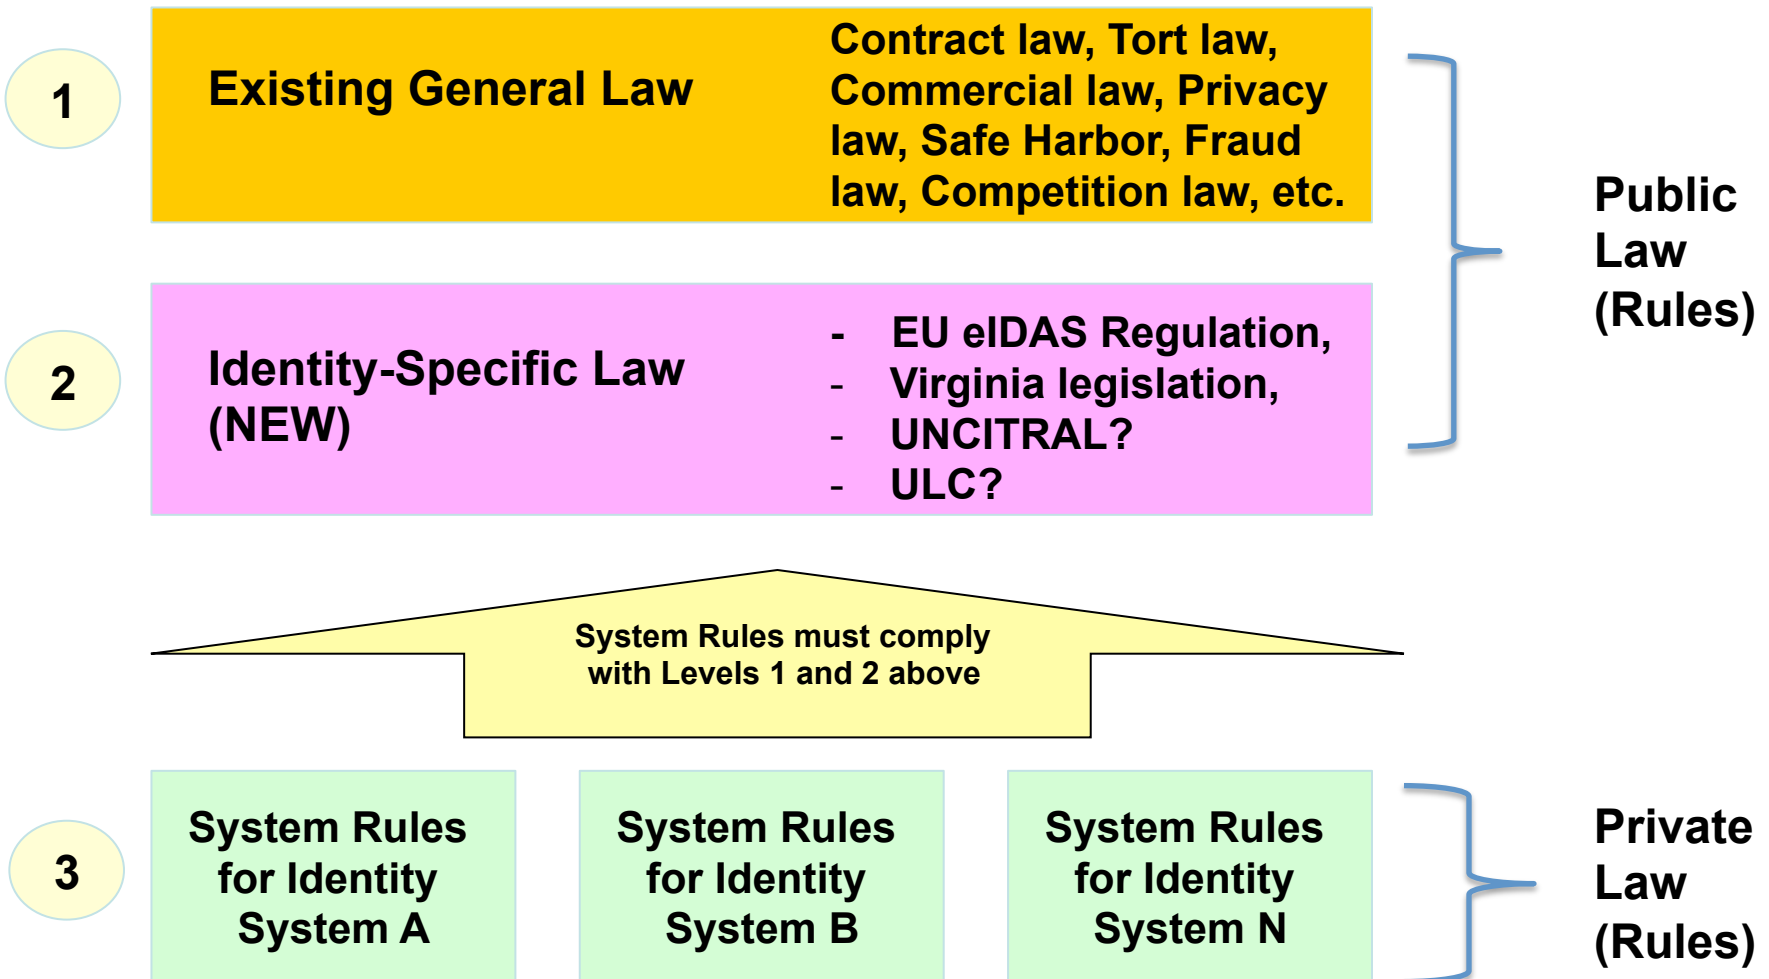 1
Existing General Law
Contract law, Tort law,
Commercial law, Privacy
law, Safe Harbor, Fraud
law, Competition law, etc.
Public
Law
(Rules)
2
Identity-Specific Law
(NEW)
- EU eIDAS Regulation,
- Virginia legislation,
- UNCITRAL?
- ULC?
System Rules must comply
with Levels 1 and 2 above
3
System Rules
for Identity
System A
System Rules
for Identity
System B
System Rules
for Identity
System N
Private
Law
(Rules)